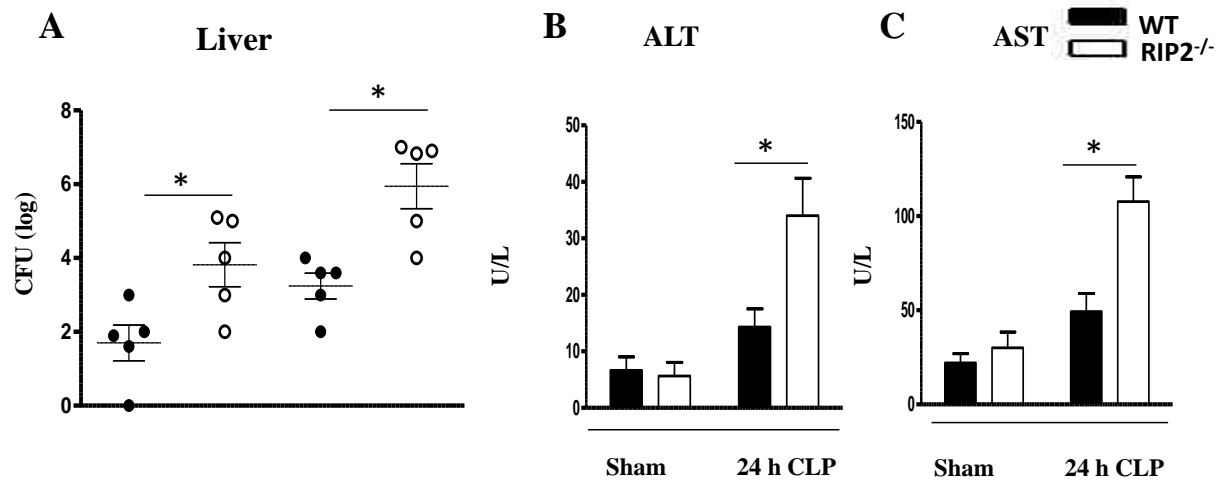 A
Liver
CFU (log)
8
6
4
2
0
*
*
B
ALT
U/L
50
40
30
20
10
0
*
Sham
24 h CLP
C
AST
WT
RIP2-/-
U/L
150
100
50
0
*
Sham
24 h CLP